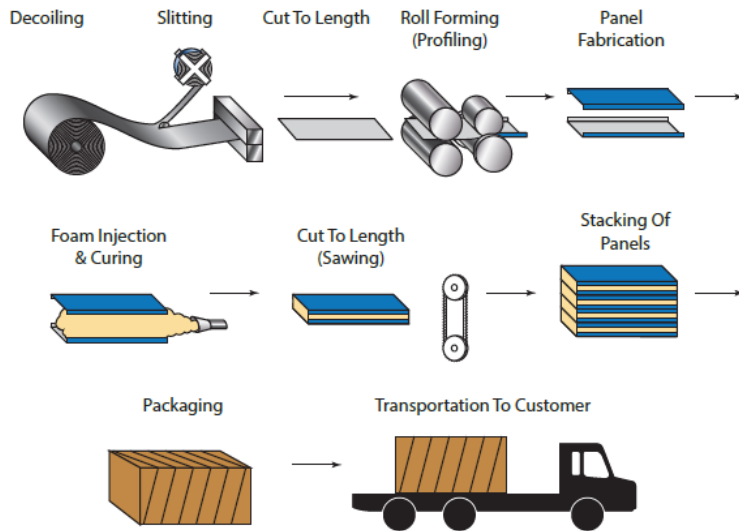 Decoiling
Slitting
Cut To Length
Roll Forming
(Profiling)
Panel
Fabrication
Foam Injection
& Curing
Cut To Length
(Sawing)
Stacking Of
Panels
Packaging
Transportation To Customer